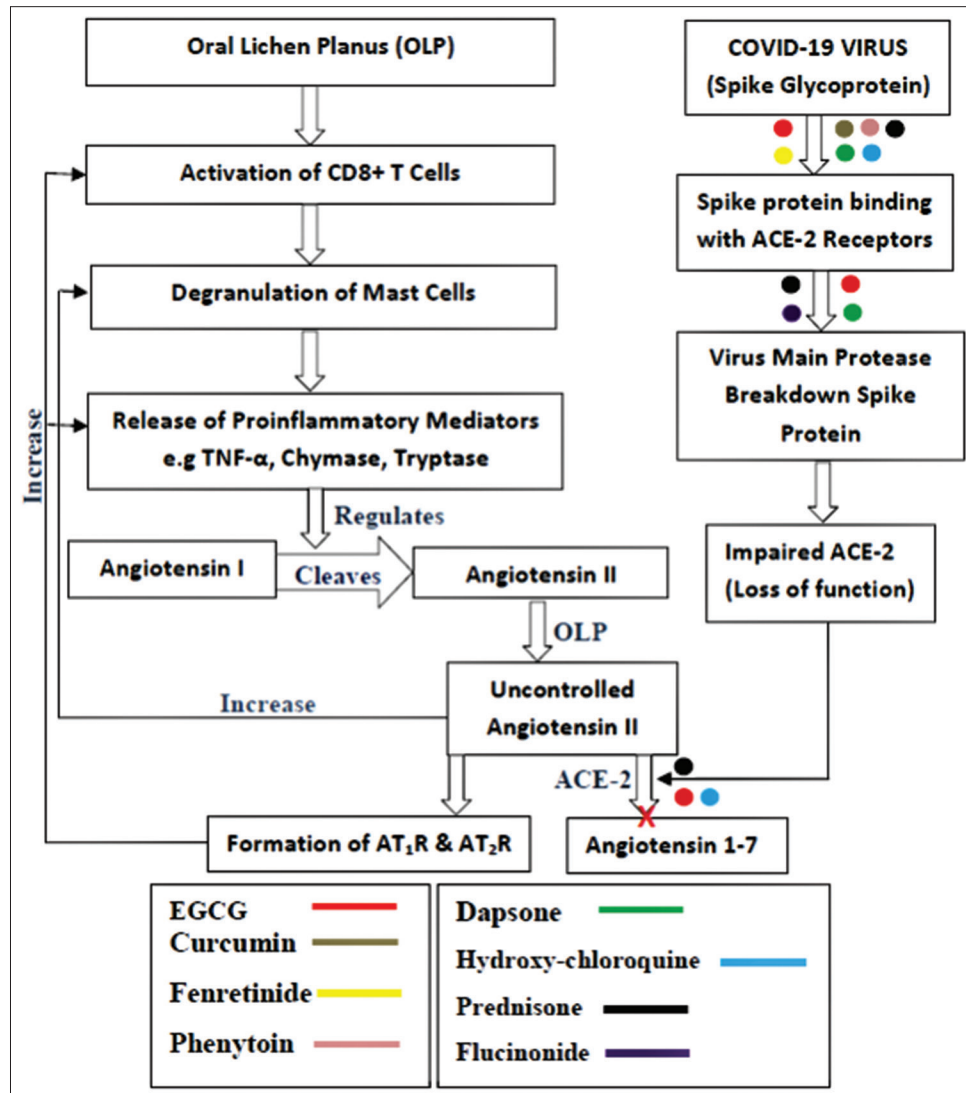 Oral Lichen Planus (OLP)
Activation of CD8+ T Cells
Degranulation of Mast Cells
Release of Proinflammatory Mediators
e.g TNF-α, Chymase, Tryptase
Increase
Regulates
Angiotensin I
Cleaves
Angiotensin II
OLP
Uncontrolled
Angiotensin II
Increase
ACE-2
X
Formation of AT₁R & AT₂R
Angiotensin 1-7
COVID-19 VIRUS
(Spike Glycoprotein)
Spike protein binding
with ACE-2 Receptors
Virus Main Protease
Breakdown Spike
Protein
Impaired ACE-2
(Loss of function)
EGCG
Curcumin
Fenretinide
Phenytoin
Dapsone
Hydroxy-chloroquine
Prednisone
Flucinonide